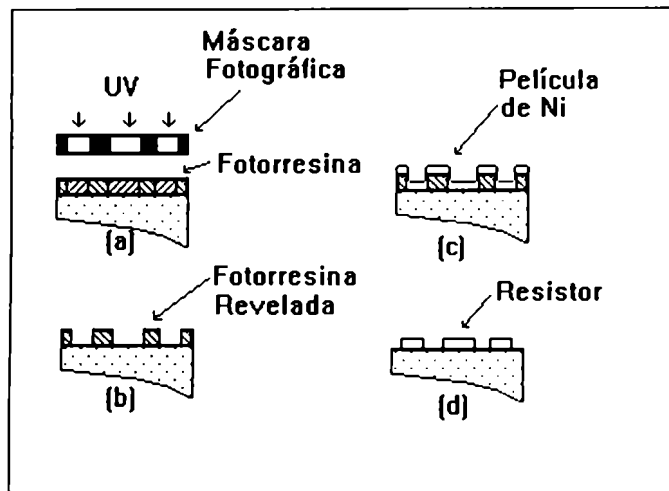 Máscara
Fotográfica
UV
Fotorresina
(a)
Fotorresina
Revelada
(b)
Película
de Ni
(c)
Resistor
(d)